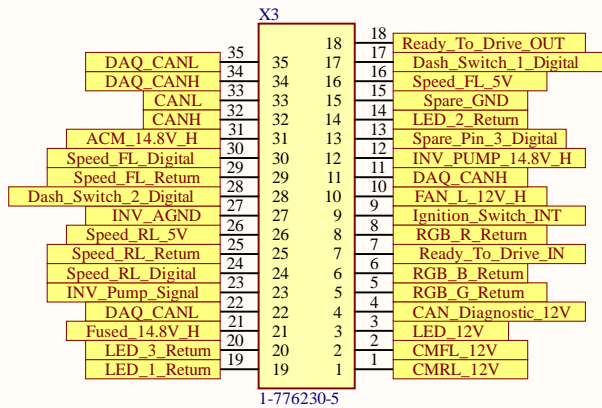 X3
18 18 Ready_To_Drive_OUT
DAQ_CANL 35 35 17 17 Dash_Switch_1_Digital
DAQ_CANH 34 34 16 16 Speed_FL_5V
CANL 33 33 15 15 Spare_GND
CANH 32 32 14 14 LED_2_Return
ACM_14.8V_H 31 31 13 13 Spare_Pin_3_Digital
Speed_FL_Digital 30 30 12 12 INV_PUMP_14.8V_H
Speed_FL_Return 29 29 11 11 DAQ_CANH
Dash_Switch_2_Digital 28 28 10 10 FAN_L_12V_H
INV_AGND 27 27 9 9 Ignition_Switch_INT
Speed_RL_5V 26 26 8 8 RGB_R_Return
Speed_RL_Return 25 25 7 7 Ready_To_Drive_IN
Speed_RL_Digital 24 24 6 6 RGB_B_Return
INV_Pump_Signal 23 23 5 5 RGB_G_Return
DAQ_CANL 22 22 4 4 CAN_Diagnostic_12V
Fused_14.8V_H 21 21 3 3 LED_12V
LED_3_Return 20 20 2 2 CMFL_12V
LED_1_Return 19 19 1 1 CMRL_12V
1-776230-5